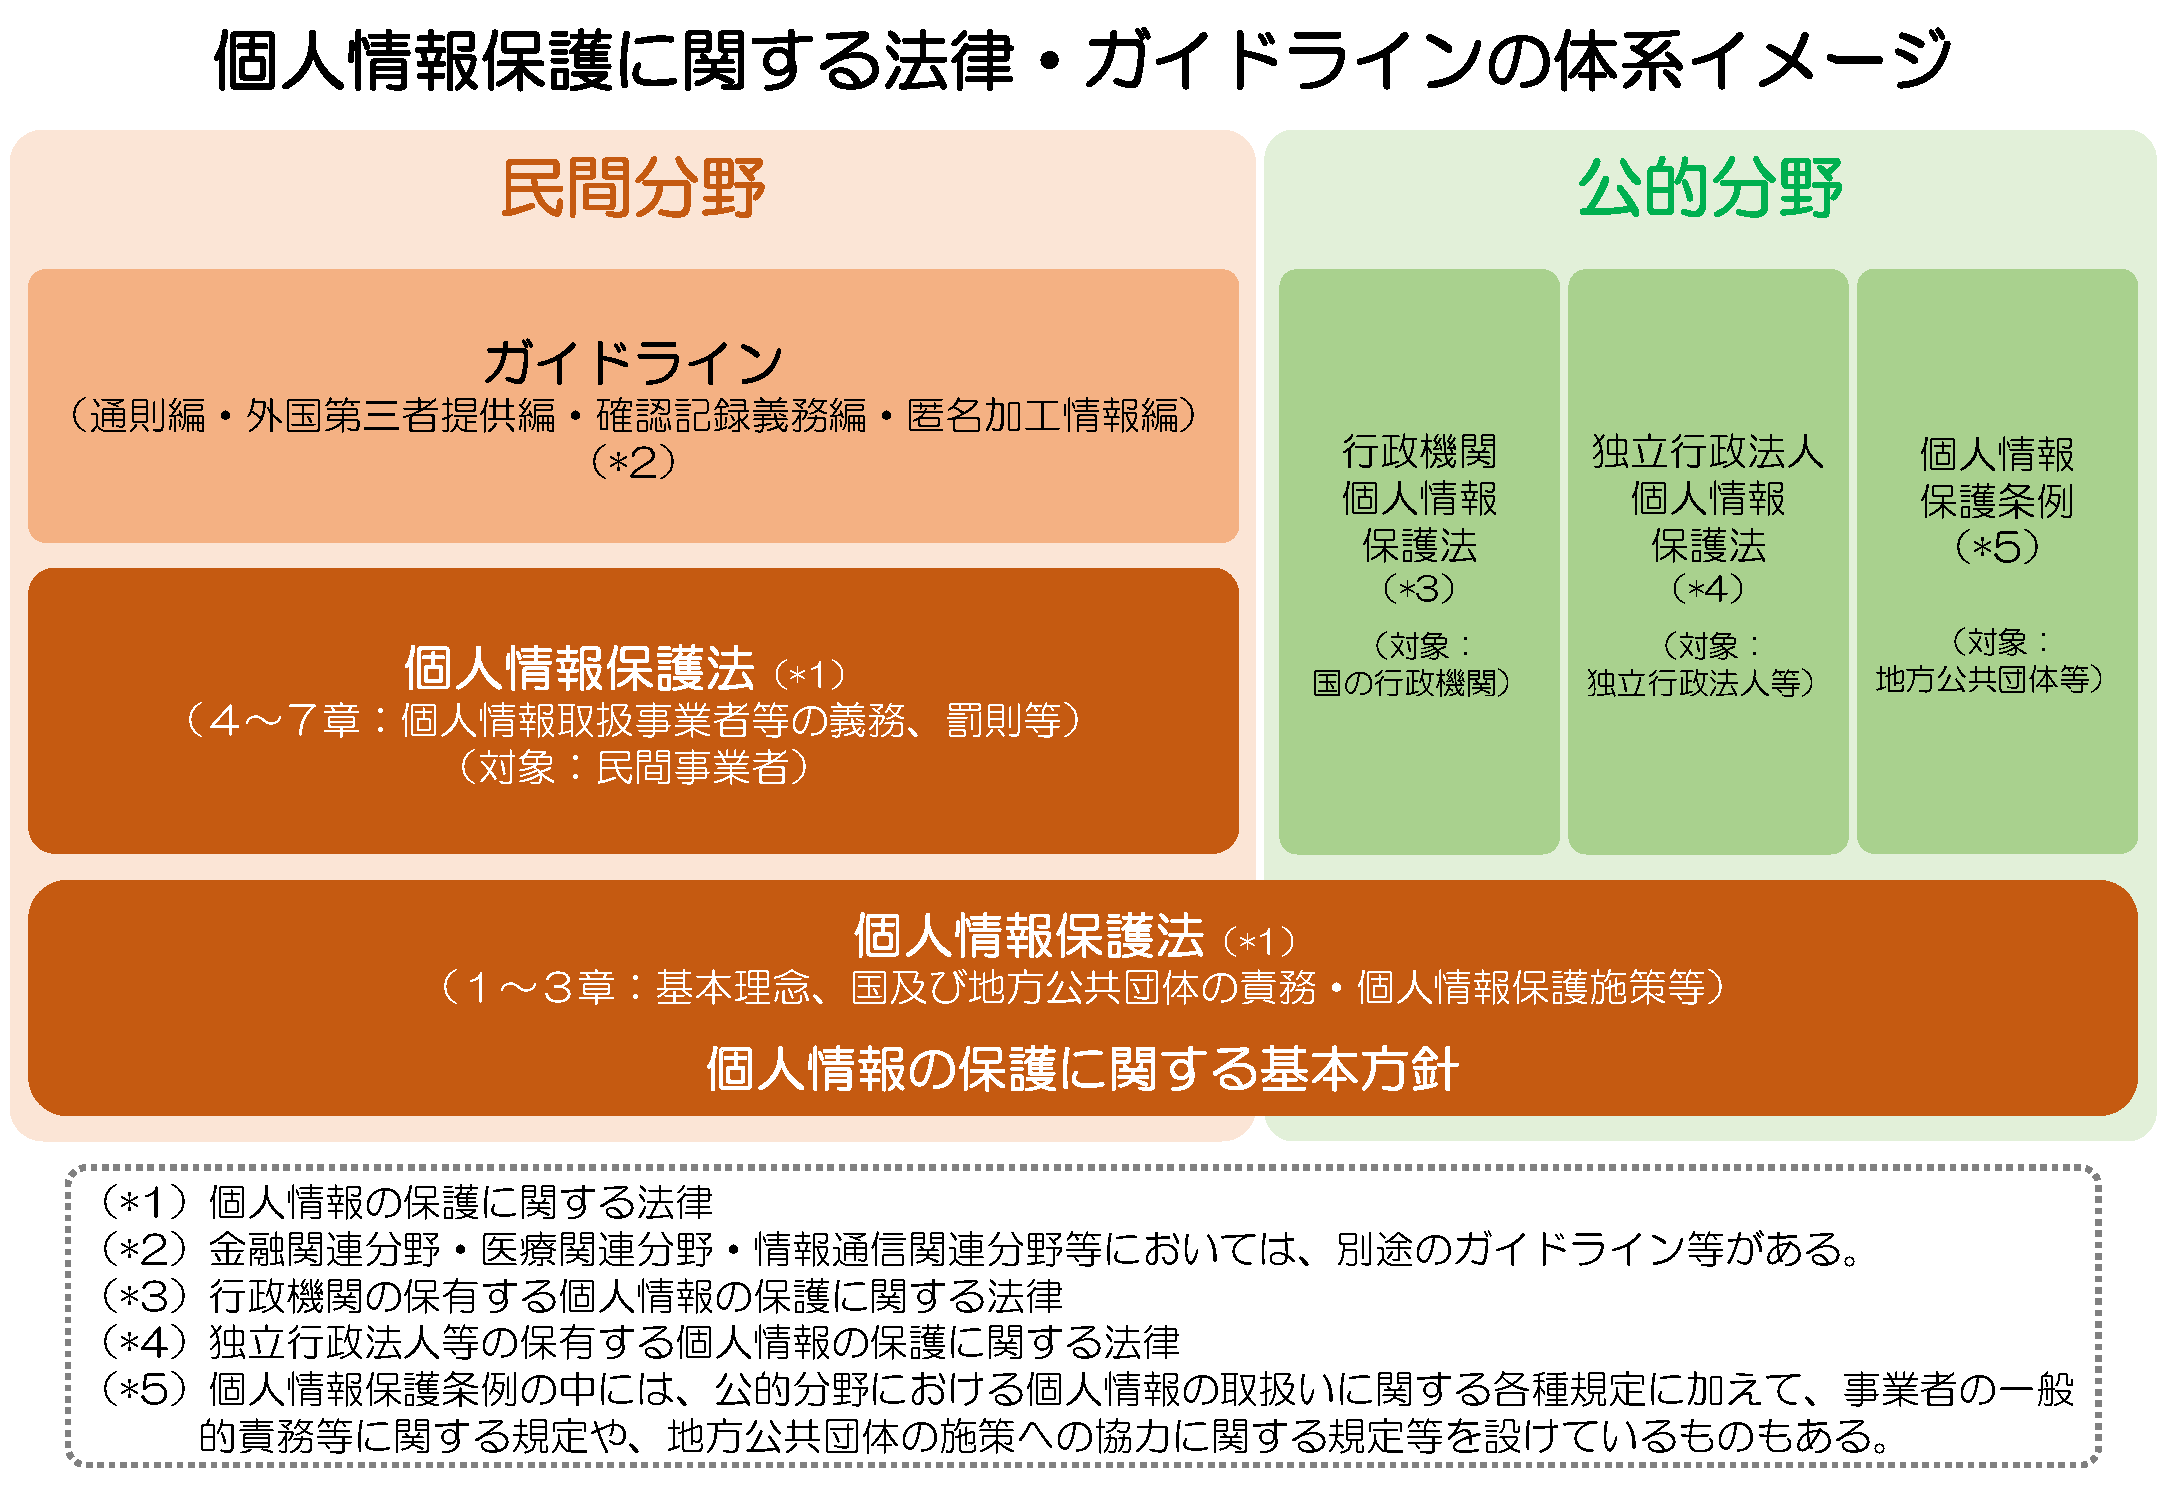 個人情報保護に関する法律・ガイドラインの体系イメージ
民間分野
ガイドライン
（通則編・外国第三者提供編・確認記録義務編・匿名加工情報編）
（*2）
個人情報保護法（*1）
（４～７章：個人情報取扱事業者等の義務、罰則等）
（対象：民間事業者）
公的分野
行政機関
個人情報
保護法
（*3）
（対象：
国の行政機関）
独立行政法人
個人情報
保護法
（*4）
（対象：
独立行政法人等）
個人情報
保護条例
（*5）
（対象：
地方公共団体等）
個人情報保護法（*1）
（１～３章：基本理念、国及び地方公共団体の責務・個人情報保護施策等）
個人情報の保護に関する基本方針
（*1）個人情報の保護に関する法律
（*2）金融関連分野・医療関連分野・情報通信関連分野等においては、別途のガイドライン等がある。
（*3）行政機関の保有する個人情報の保護に関する法律
（*4）独立行政法人等の保有する個人情報の保護に関する法律
（*5）個人情報保護条例の中には、公的分野における個人情報の取扱いに関する各種規定に加えて、事業者の一般
的責務等に関する規定や、地方公共団体の施策への協力に関する規定等を設けているものもある。